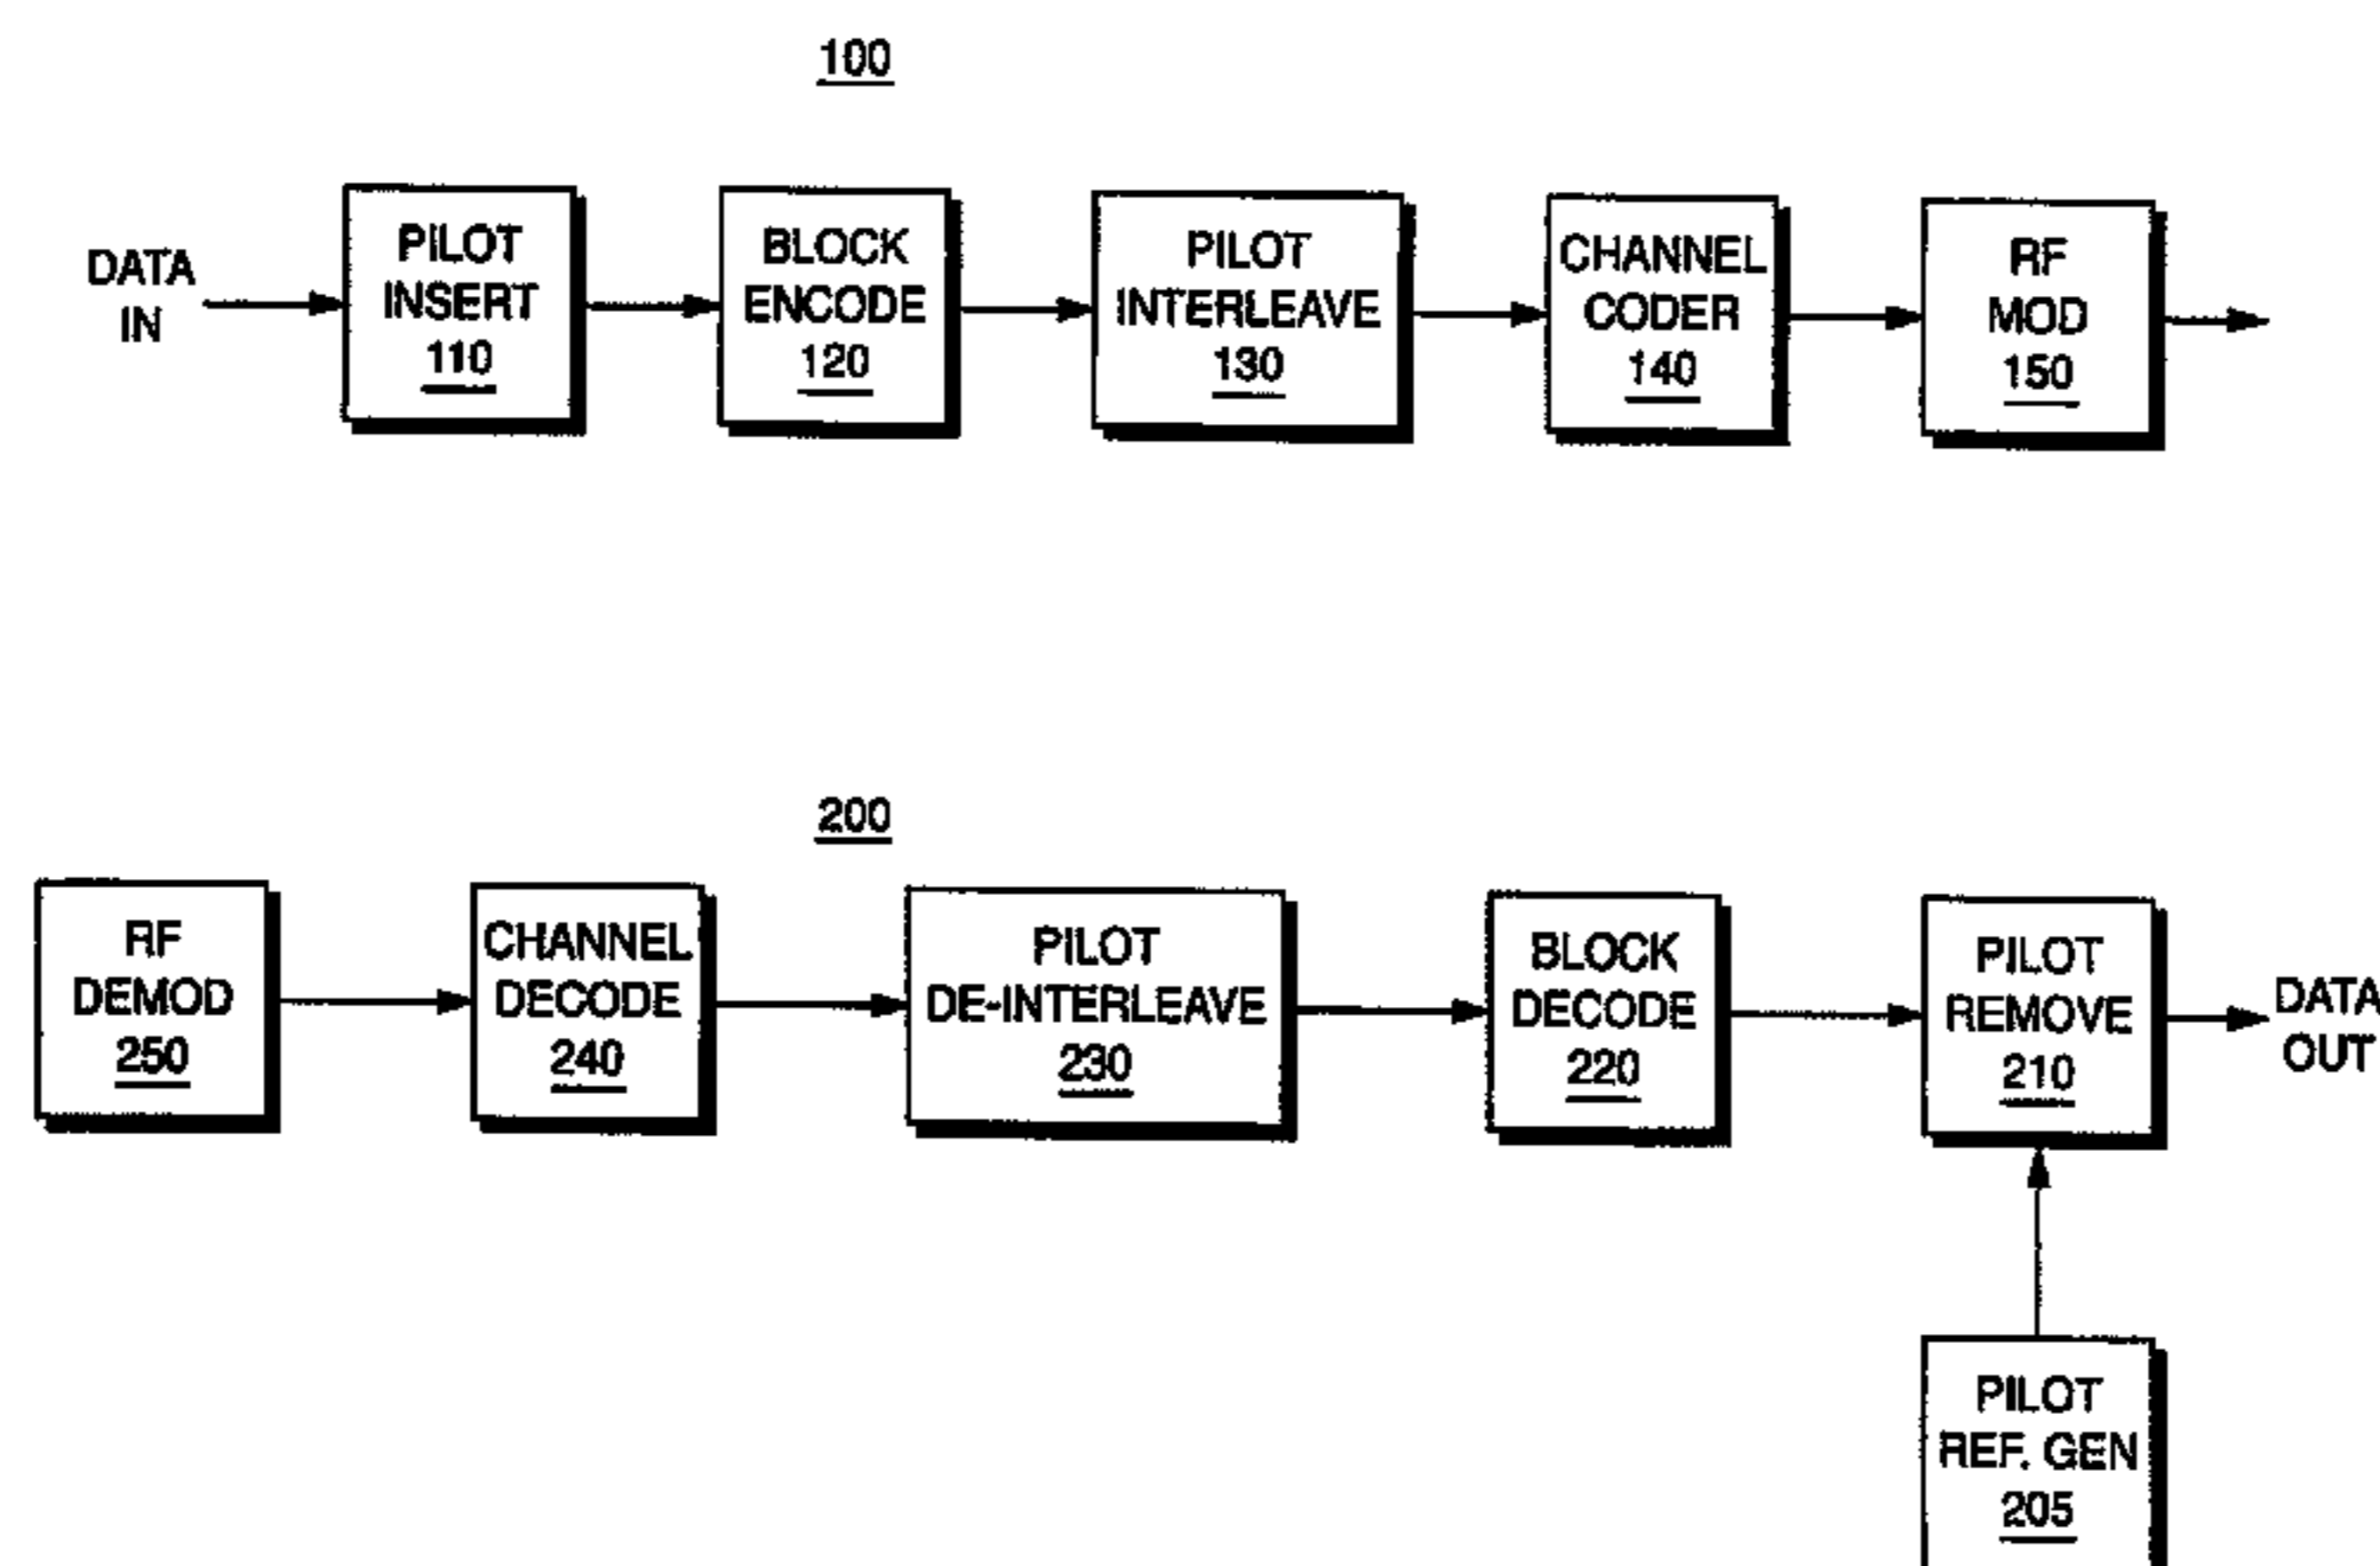 100
DATA
IN
PILOT
INSERT
110
BLOCK
ENCODE
120
PILOT
INTERLEAVE
130
CHANNEL
CODER
140
RF
MOD
150
200
RF
DEMOD
250
CHANNEL
DECODE
240
PILOT
DE-INTERLEAVE
230
BLOCK
DECODE
220
PILOT
REMOVE
210
DATA
OUT
PILOT
REF. GEN
205